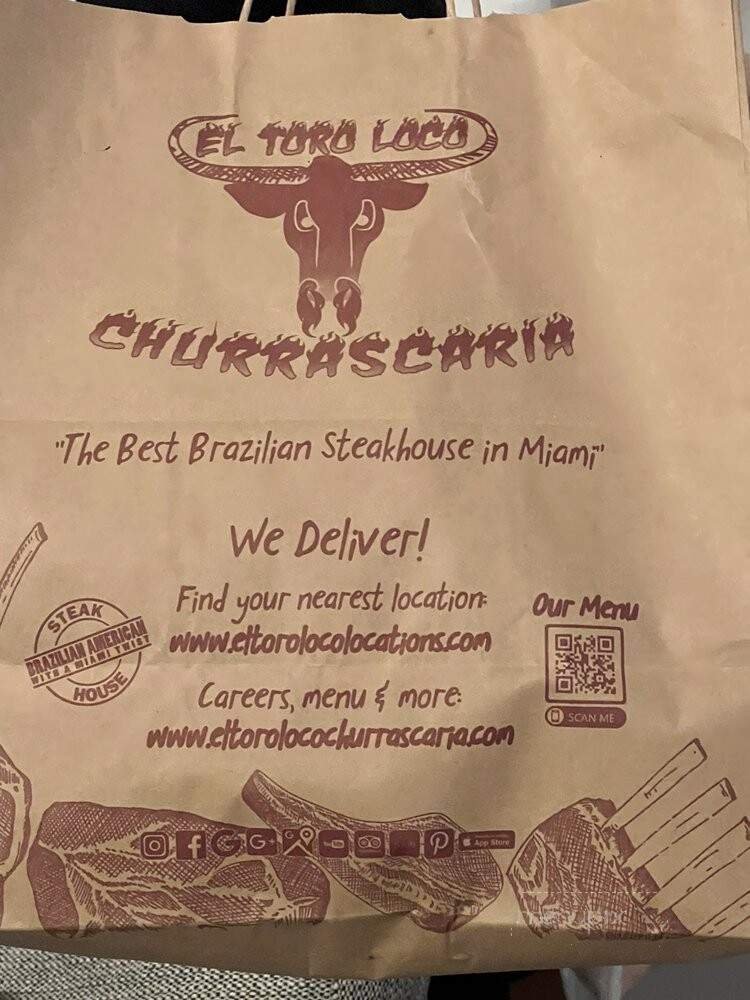 EL TORO LOCO
CHURRASCARIA
"The Best Brazilian Steakhouse in Miami"
We Deliver!
Find your nearest location:
www.eltorolocolocations.com
Careers, menu & more:
www.eltorolocochurrascaria.com
STEAK
BRAZILIAN AMERICAN
WITH A MIAMI TWIST
HOUSE
Our Menu
SCAN ME
App Store